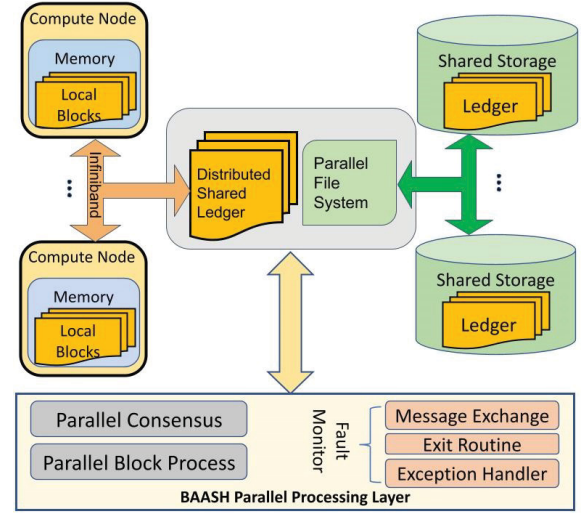 Compute Node
Memory
Local
Blocks
Infiniband
...
Compute Node
Memory
Local
Blocks
Distributed
Shared
Ledger
Parallel
File
System
Shared Storage
Ledger
...
Shared Storage
Ledger
Parallel Consensus
Parallel Block Process
Fault
Monitor
Message Exchange
Exit Routine
Exception Handler
BAASH Parallel Processing Layer